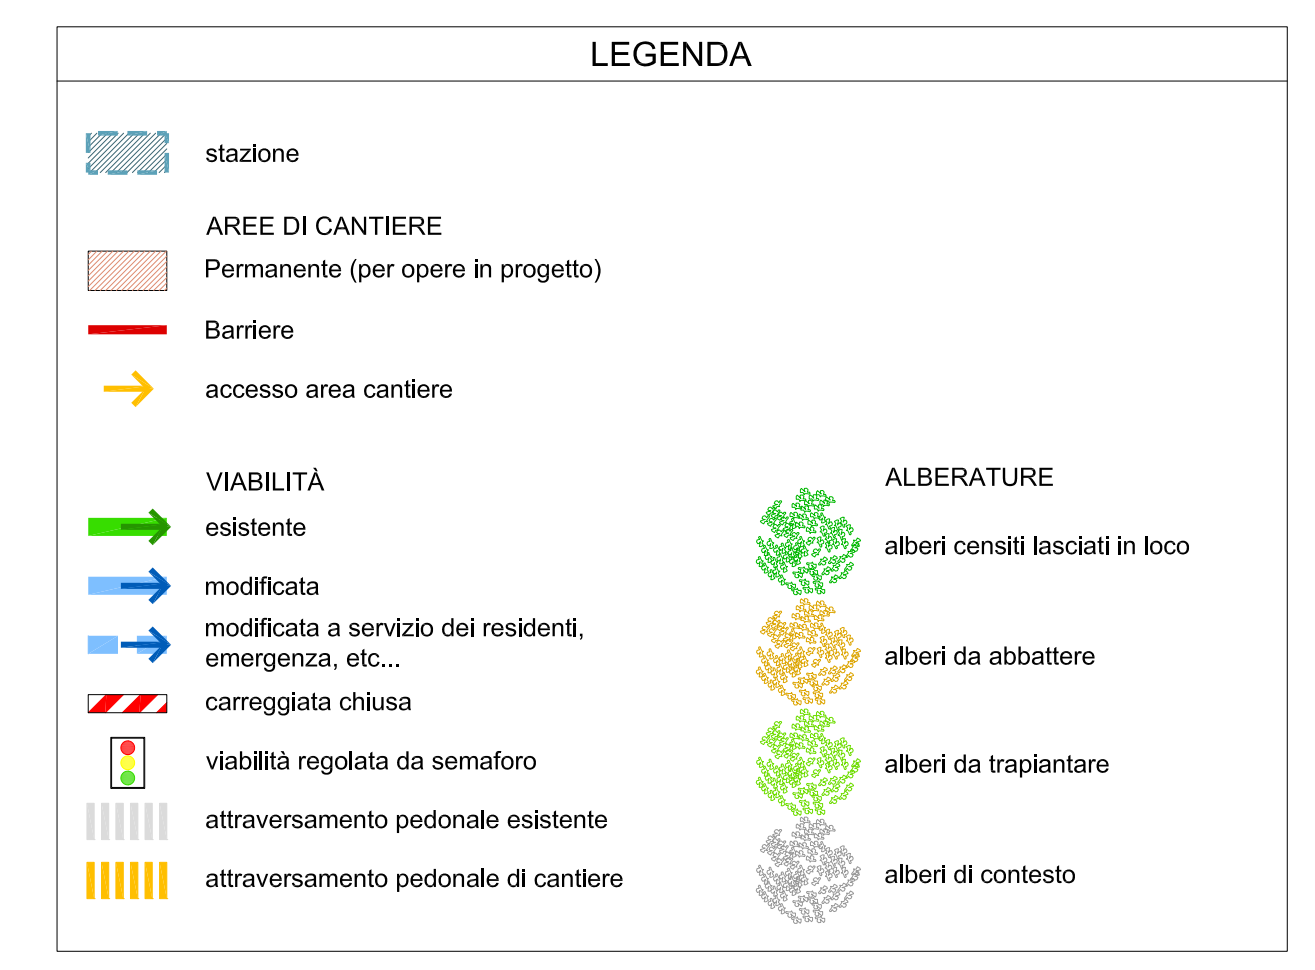 LEGENDA
stazione
AREE DI CANTIERE
Permanente (per opere in progetto)
Barriere
accesso area cantiere
VIABILITÀ
esistente
modificata
modificata a servizio dei residenti,
emergenza, etc...
carreggiata chiusa
viabilità regolata da semaforo
attraversamento pedonale esistente
attraversamento pedonale di cantiere
ALBERATURE
alberi censiti lasciati in loco
alberi da abbattere
alberi da trapiantare
alberi di contesto